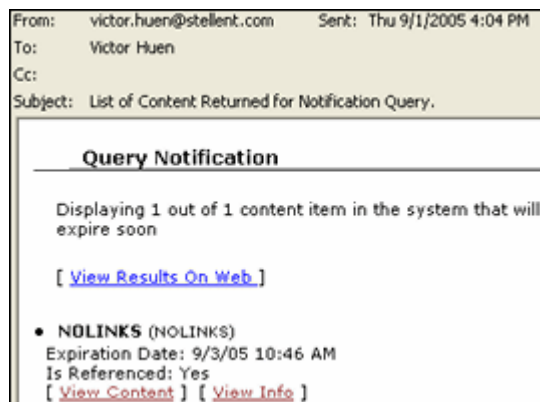 From: victor.huen@stellent.com Sent: Thu 9/1/2005 4:04 PM
To: Victor Huen
Cc:
Subject: List of Content Returned for Notification Query.
Query Notification
Displaying 1 out of 1 content item in the system that will
expire soon
[ View Results On Web ]
• NOLINKS (NOLINKS)
Expiration Date: 9/3/05 10:46 AM
Is Referenced: Yes
[ View Content ] [ View Info ]